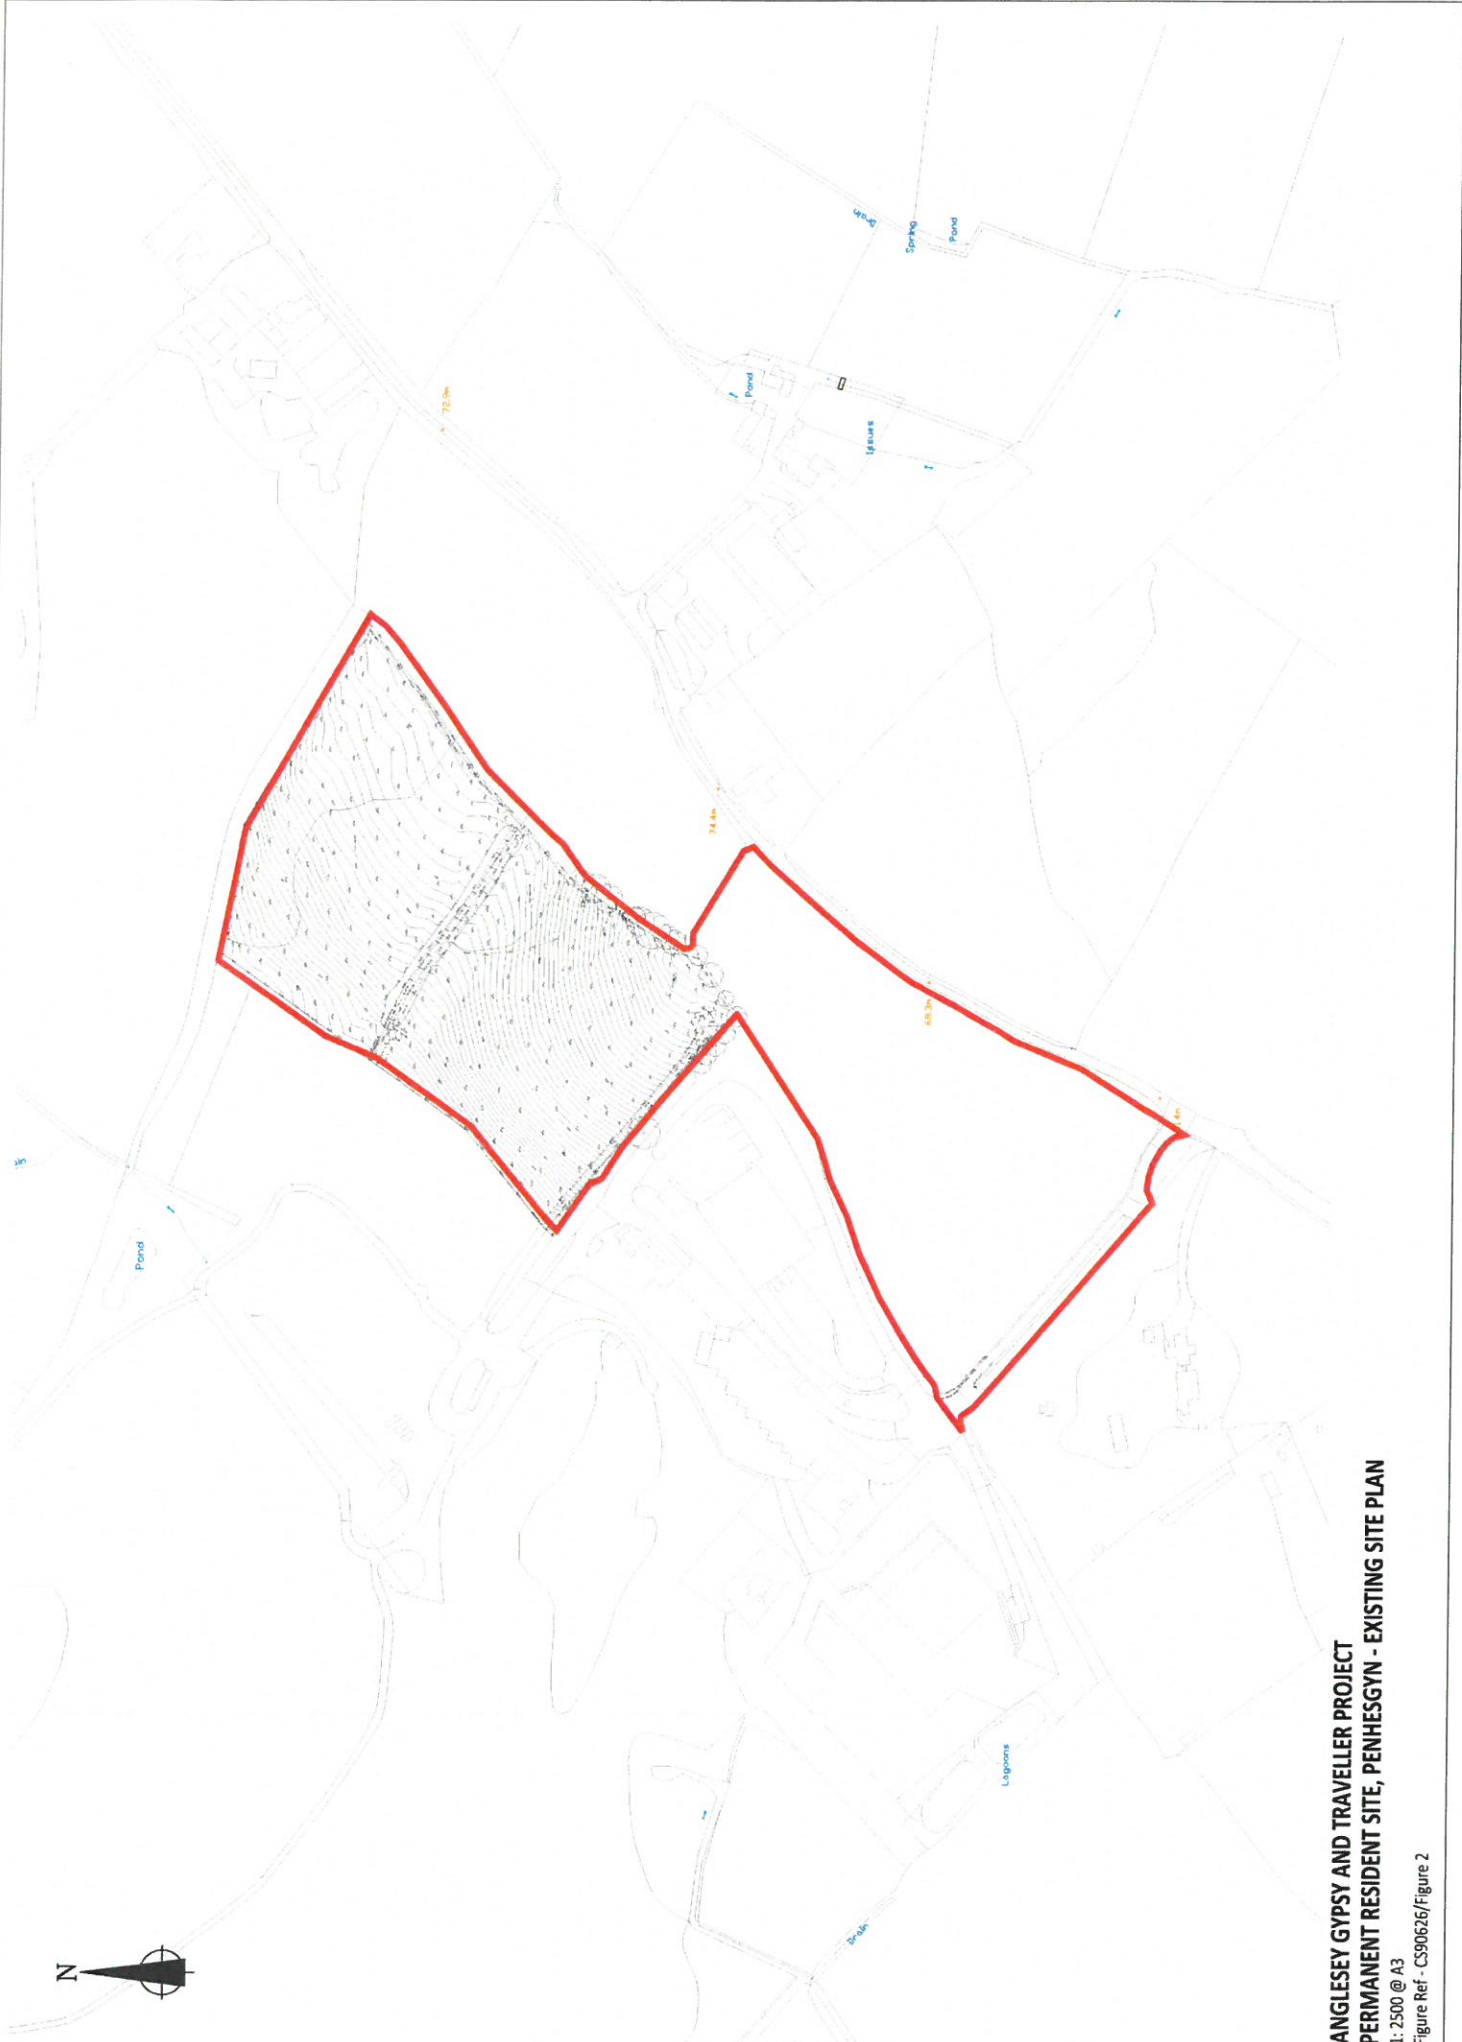 N
Pond
72.9m
Drain
Spring
Pond
Pond
Issues
74.4m
68.3m
Lagoons
Drain
ANGLESEY GYPSY AND TRAVELLER PROJECT
PERMANENT RESIDENT SITE, PENHESGYN - EXISTING SITE PLAN
1: 2500 @ A3
Figure Ref - CS90626/Figure 2